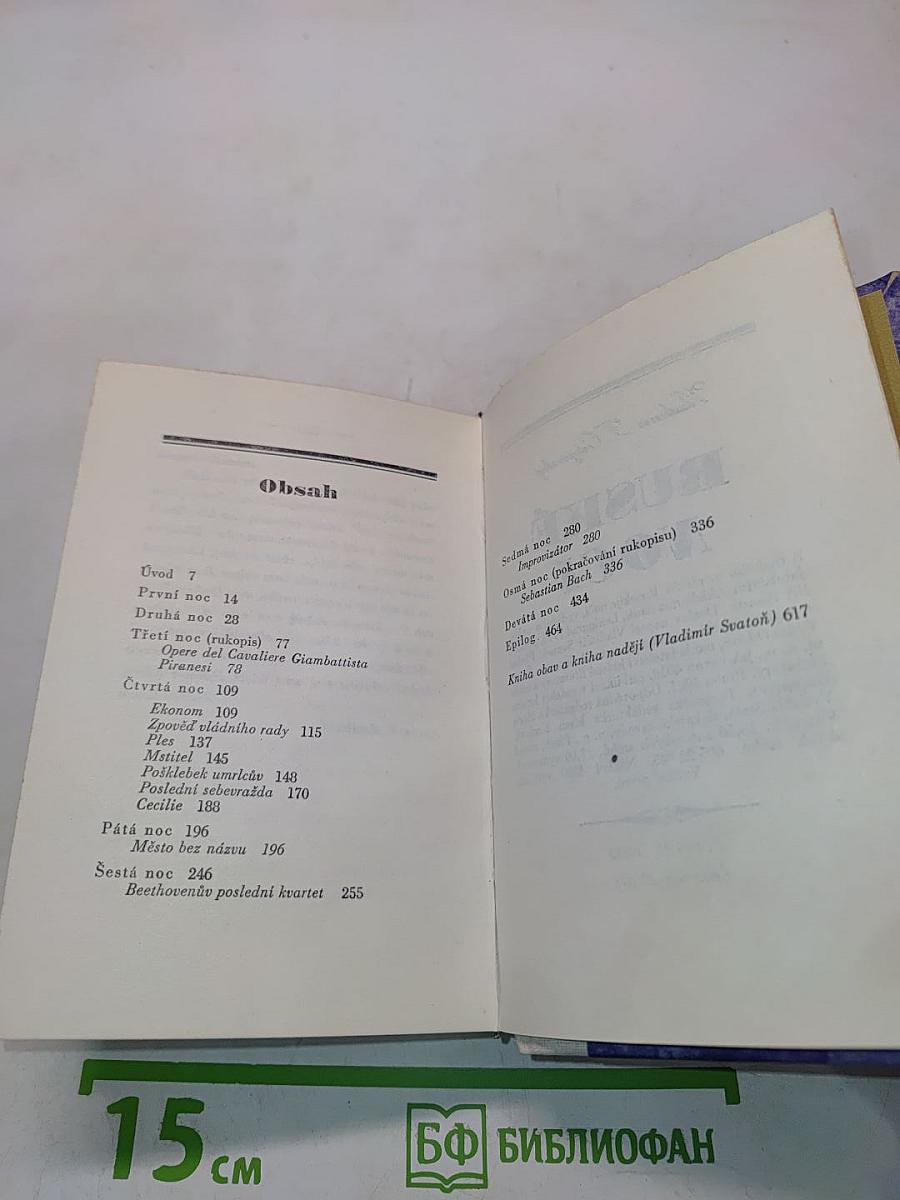 Obsah
Úvod 7
První noc 14
Druhá noc 28
Třetí noc (rukopis) 77
Opere del Cavaliere Giambattista
Piranesi 78
Čtvrtá noc 109
Ekonom 109
Zpověď vládního rady 115
Ples 137
Mstitel 145
Pošklebek umrlcův 148
Poslední sebevražda 170
Cecilie 188
Pátá noc 196
Město bez názvu 196
Šestá noc 246
Beethovenův poslední kvartet 255
RUSKÉ
NOCI
Sedmá noc 280
Improvizátor 280
Osmá noc (pokračování rukopisu) 336
Sebastian Bach 336
Devátá noc 434
Epilog 464
Kniha obav a kniha nadějí (Vladimír Svatoň) 617
15 см
БФ БИБЛИОФАН